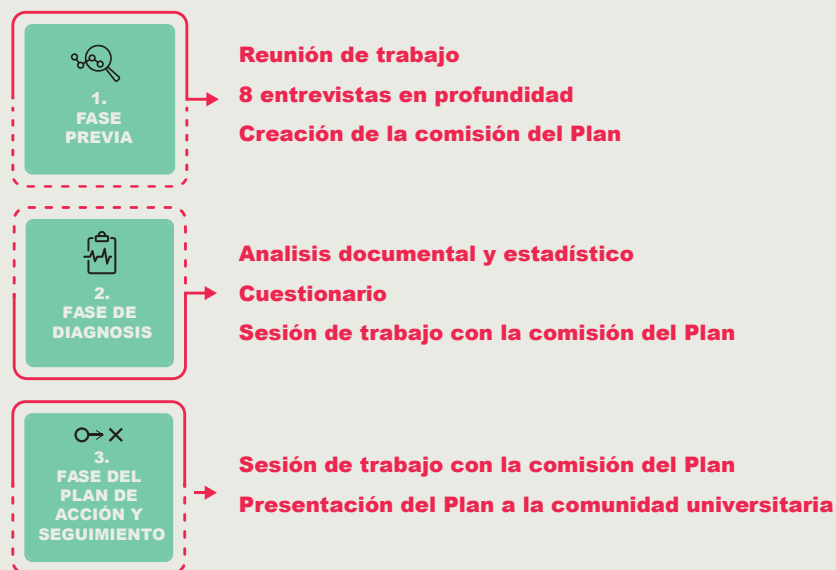 1.
FASE
PREVIA
Reunión de trabajo
8 entrevistas en profundidad
Creación de la comisión del Plan
2.
FASE DE
DIAGNOSIS
Analisis documental y estadístico
Cuestionario
Sesión de trabajo con la comisión del Plan
3.
FASE DEL
PLAN DE
ACCIÓN Y
SEGUIMIENTO
Sesión de trabajo con la comisión del Plan
Presentación del Plan a la comunidad universitaria